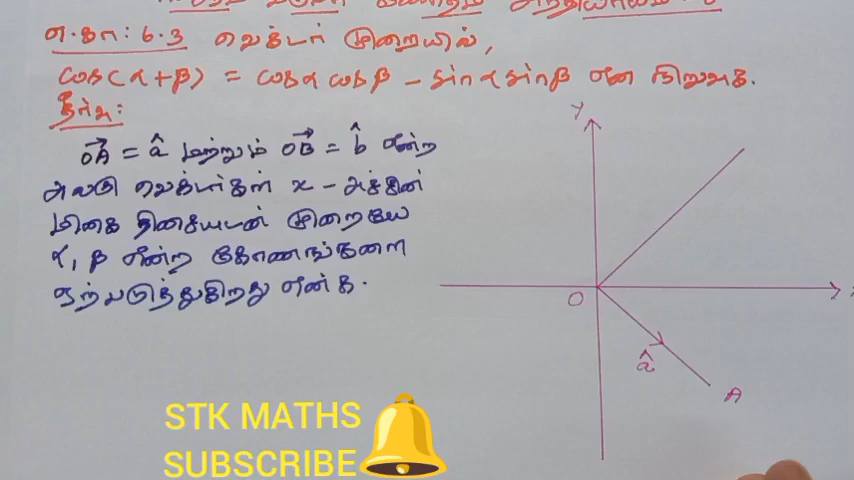 எ.கா: 6.3 வெக்டர் முறையில்,
cos(α+β) = cosα cosβ - sinα sinβ என நிறுவுக.
தீர்வு:
Y
OA⃗ = â மற்றும் OB⃗ = b̂ என்ற
அலகு வெக்டர்கள் x - அச்சின்
மிகை திசையுடன் முறையே
α, β என்ற கோணங்களை
ஏற்படுத்துகிறது என்க.
O
â
A
STK MATHS
SUBSCRIBE